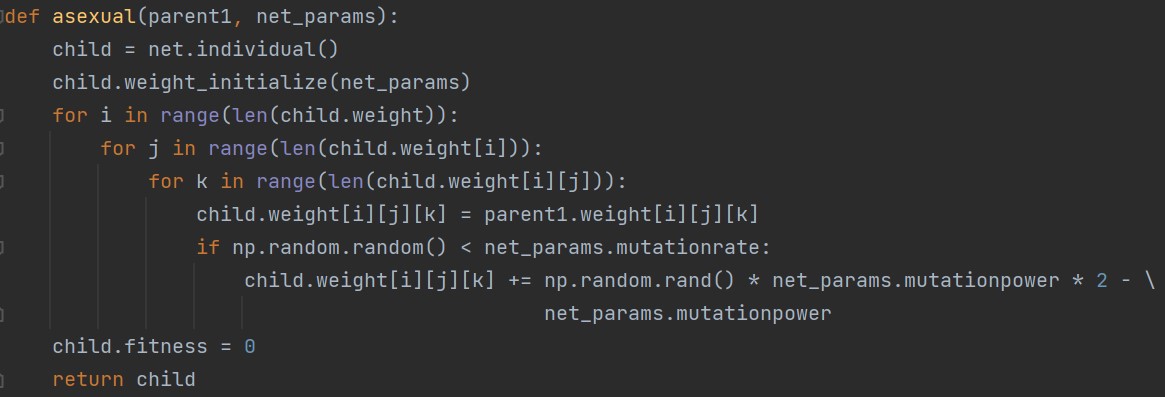 def asexual(parent1, net_params):
    child = net.individual()
    child.weight_initialize(net_params)
    for i in range(len(child.weight)):
        for j in range(len(child.weight[i])):
            for k in range(len(child.weight[i][j])):
                child.weight[i][j][k] = parent1.weight[i][j][k]
                if np.random.random() < net_params.mutationrate:
                    child.weight[i][j][k] += np.random.rand() * net_params.mutationpower * 2 - \
                                             net_params.mutationpower
    child.fitness = 0
    return child